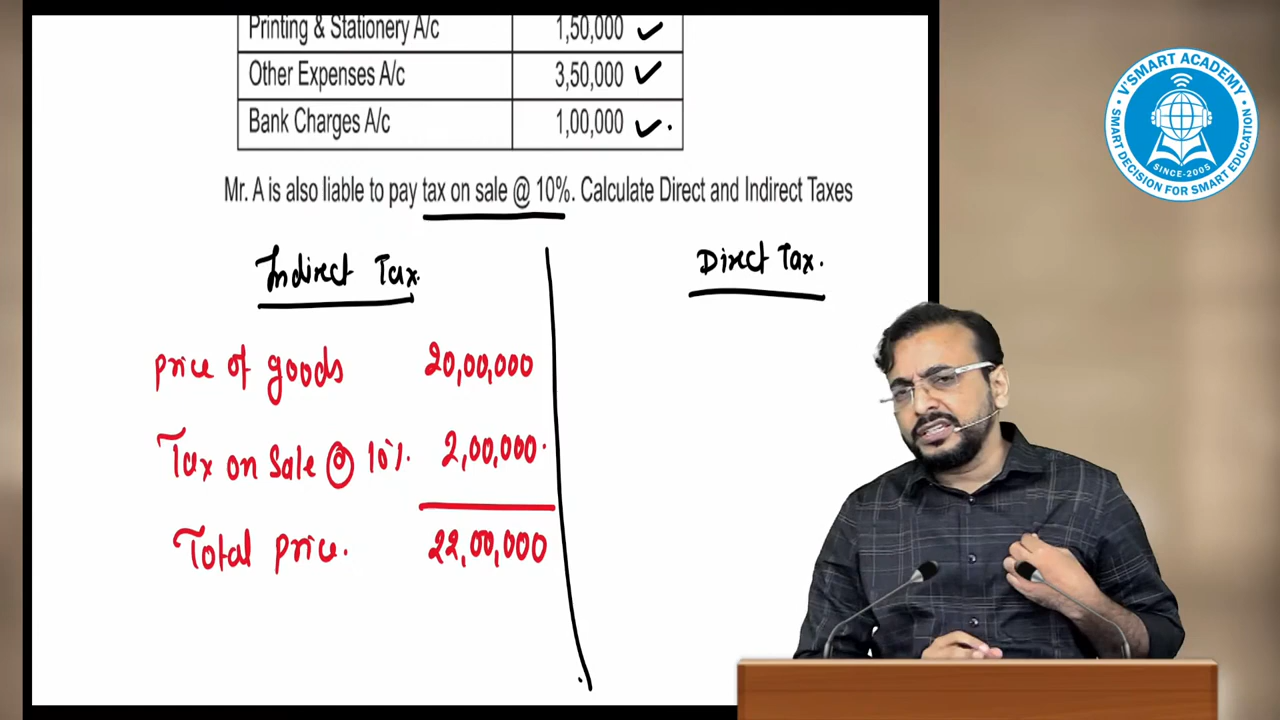 Printing & Stationery A/c 1,50,000
Other Expenses A/c 3,50,000
Bank Charges A/c 1,00,000
Mr. A is also liable to pay tax on sale @ 10%. Calculate Direct and Indirect Taxes
Indirect Tax.
Direct Tax.
price of goods 20,00,000
Tax on Sale @ 10%. 2,00,000.
Total price. 22,00,000
V'SMART ACADEMY
SINCE-2005
SMART DECISION FOR SMART EDUCATION